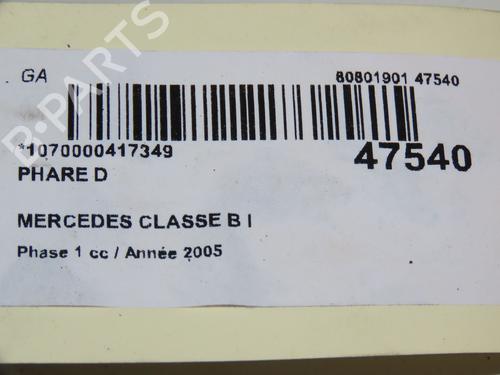 . GA 80801901 47540
*1070000417349 47540
PHARE D
MERCEDES CLASSE B I
Phase 1 cc / Année 2005
B-PARTS